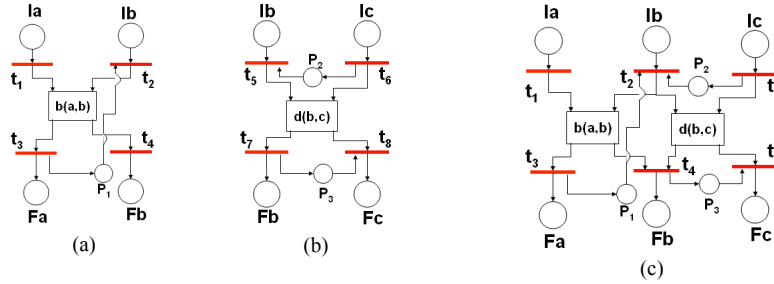 Ia
Ib
t1
t2
b(a,b)
t3
t4
P1
Fa
Fb
(a)
Ib
Ic
P2
t5
t6
d(b,c)
t7
t8
P3
Fb
Fc
(b)
Ia
Ib
Ic
P2
t1
t2
t
b(a,b)
d(b,c)
t3
t4
t
P1
P3
Fa
Fb
Fc
(c)